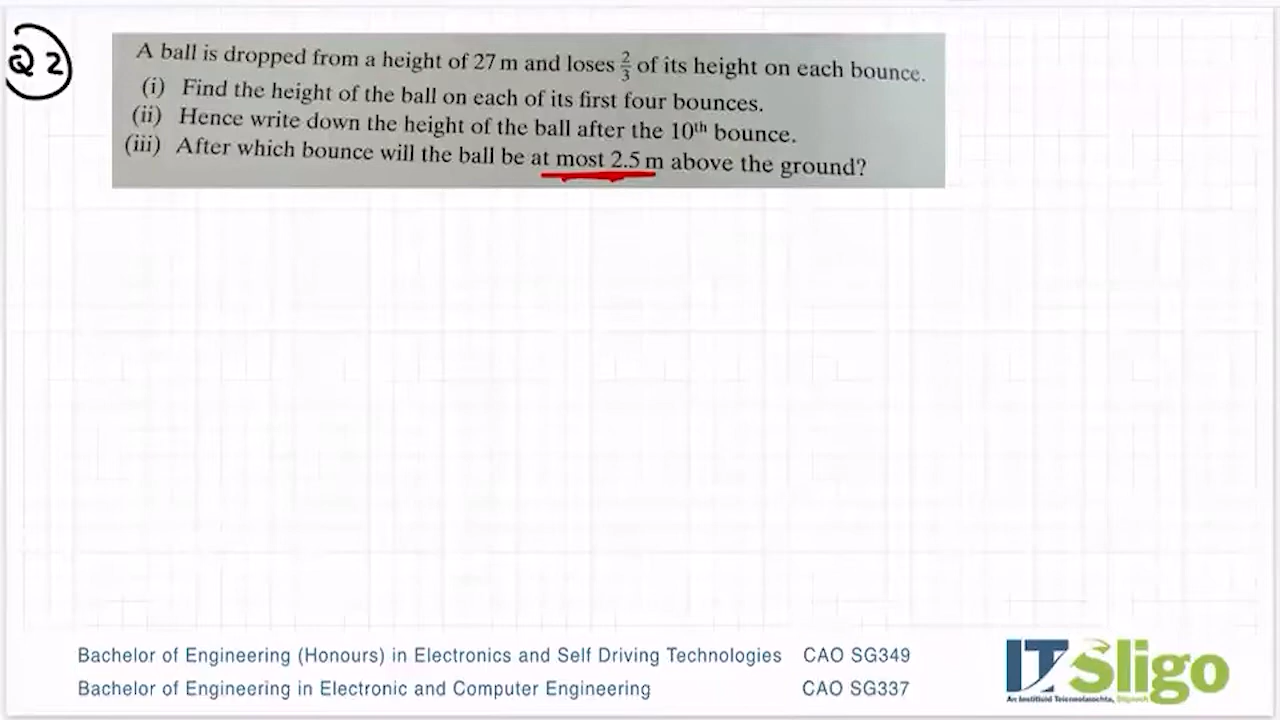 Q2
A ball is dropped from a height of 27 m and loses 2/3 of its height on each bounce.
(i) Find the height of the ball on each of its first four bounces.
(ii) Hence write down the height of the ball after the 10th bounce.
(iii) After which bounce will the ball be at most 2.5 m above the ground?
Bachelor of Engineering (Honours) in Electronics and Self Driving Technologies CAO SG349
Bachelor of Engineering in Electronic and Computer Engineering CAO SG337
IT Sligo
An Institiúid Teicneolaíochta, Sligeach